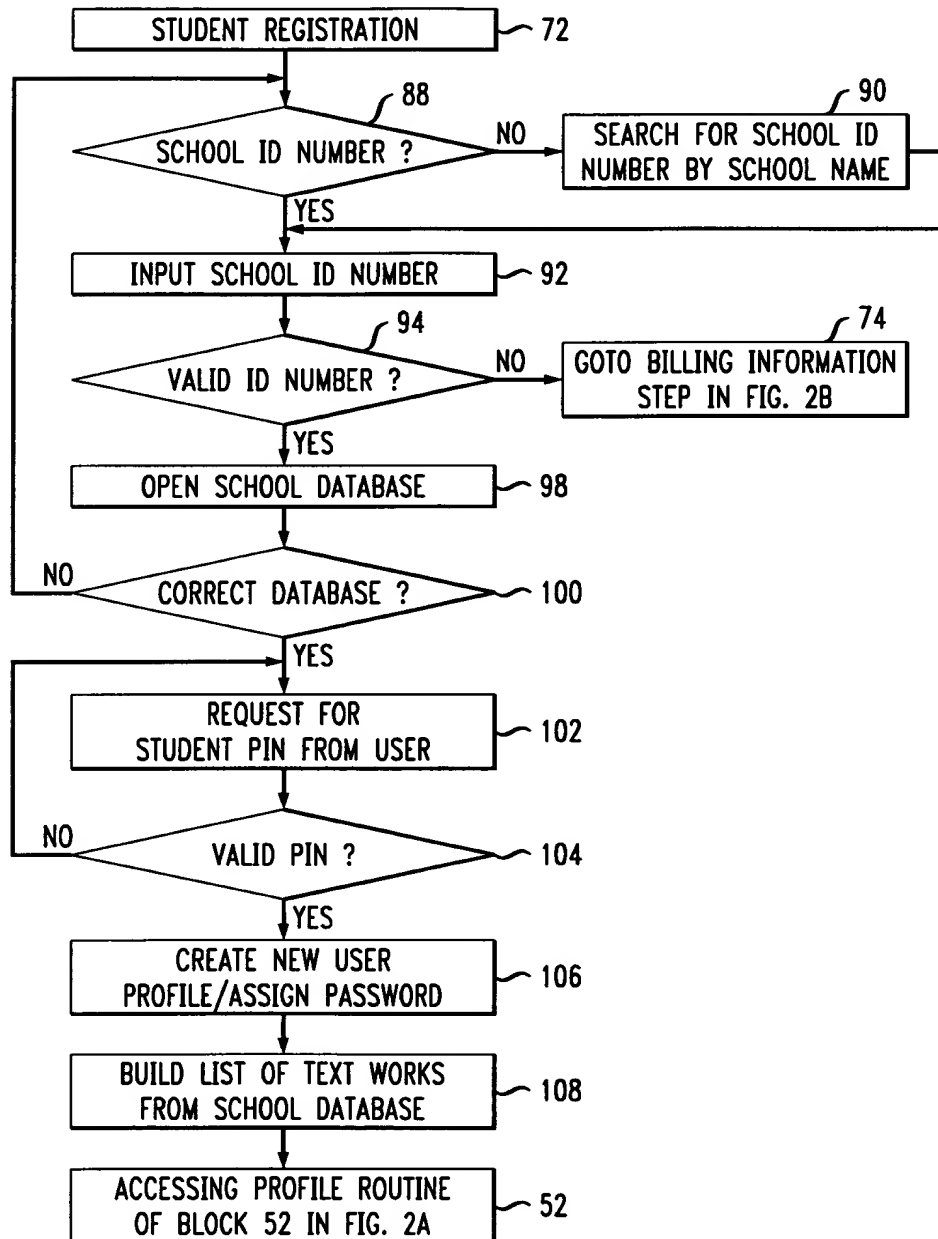 STUDENT REGISTRATION
72
88
SCHOOL ID NUMBER ?
NO
90
SEARCH FOR SCHOOL ID
NUMBER BY SCHOOL NAME
YES
INPUT SCHOOL ID NUMBER
92
94
VALID ID NUMBER ?
NO
74
GOTO BILLING INFORMATION
STEP IN FIG. 2B
YES
OPEN SCHOOL DATABASE
98
NO
CORRECT DATABASE ?
100
YES
REQUEST FOR
STUDENT PIN FROM USER
102
NO
VALID PIN ?
104
YES
CREATE NEW USER
PROFILE/ASSIGN PASSWORD
106
BUILD LIST OF TEXT WORKS
FROM SCHOOL DATABASE
108
ACCESSING PROFILE ROUTINE
OF BLOCK 52 IN FIG. 2A
52